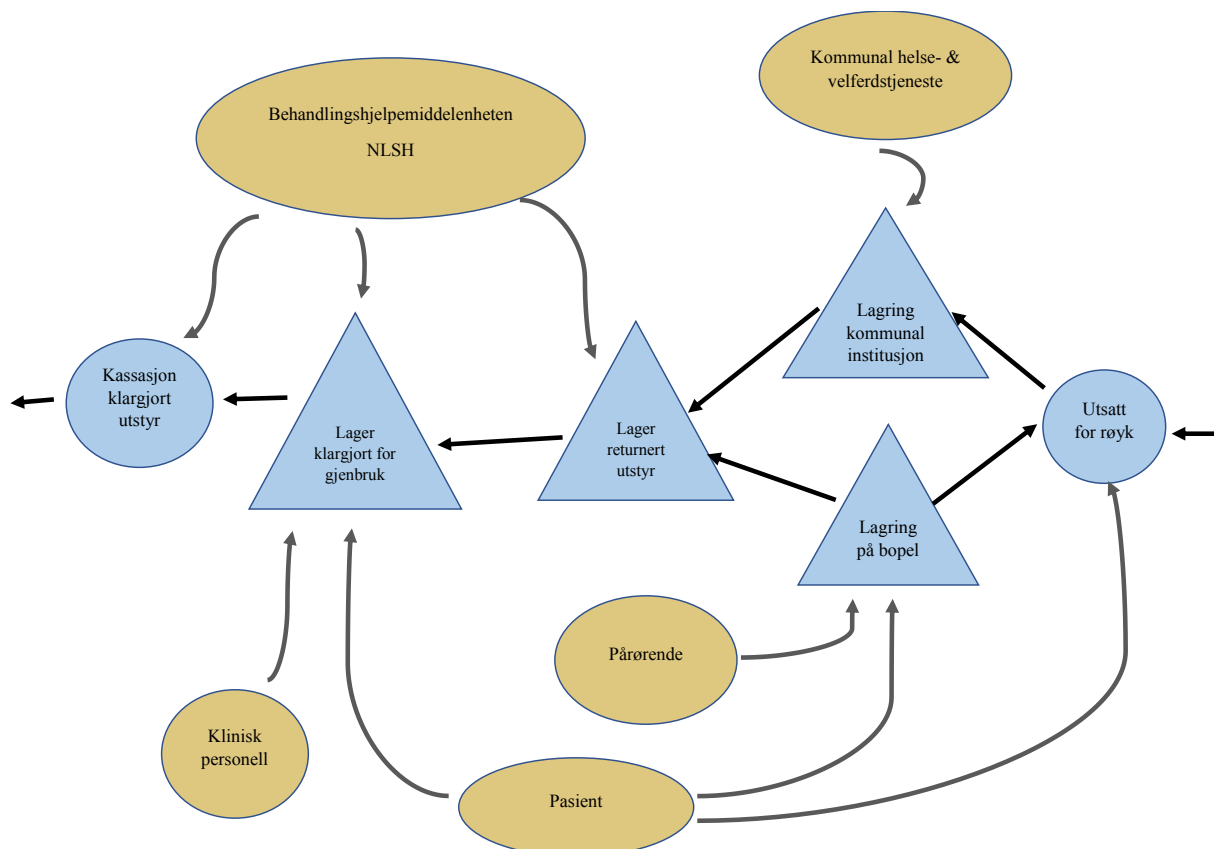 Kommunal helse- &
velferdstjeneste
Behandlingshjelpemiddelenheten
NLSH
Lagring
kommunal
institusjon
Kassasjon
klargjort
utstyr
Lager
klargjort for
gjenbruk
Lager
returnert
utstyr
Utsatt
for røyk
Lagring
på bopel
Pårørende
Klinisk
personell
Pasient